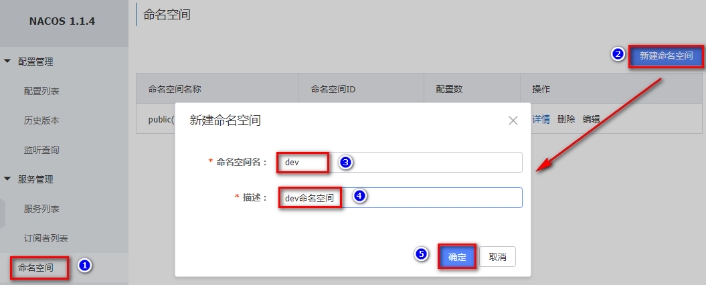 NACOS 1.1.4
配置管理
配置列表
历史版本
监听查询
服务管理
服务列表
订阅者列表
命名空间
1
命名空间
2
新建命名空间
命名空间名称 命名空间ID 配置数 操作
public( 详情 删除 编辑
新建命名空间
* 命名空间名： dev 3
* 描述： dev命名空间 4
5 确定 取消